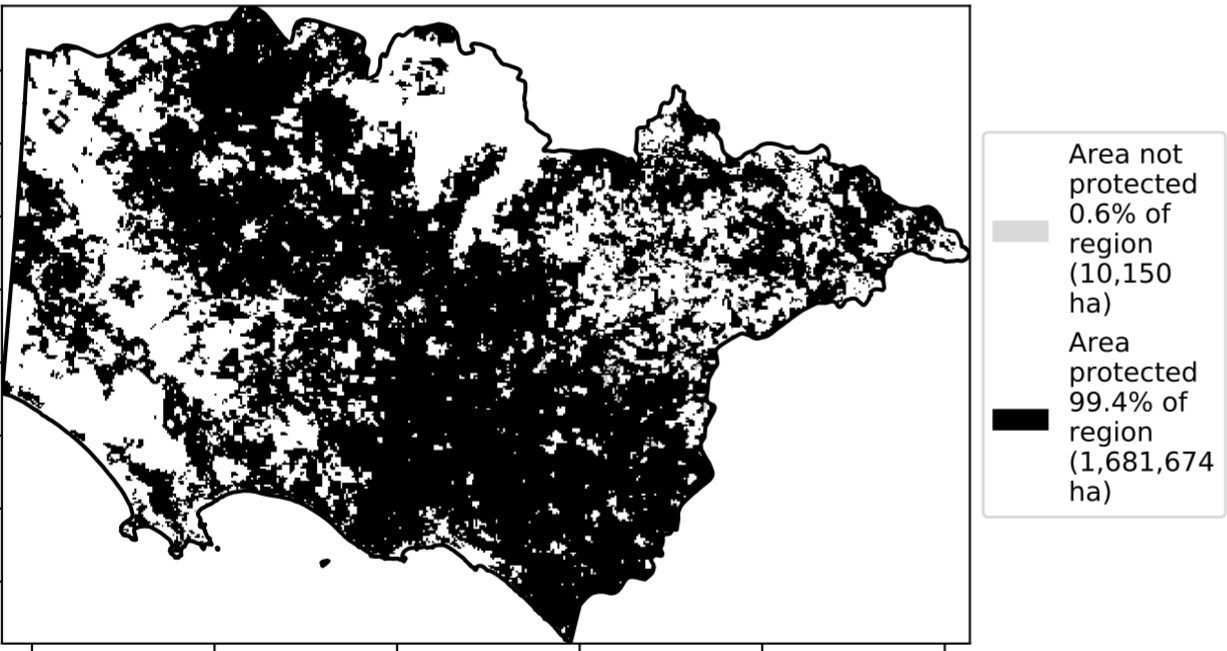 Area not
protected
0.6% of
region
(10,150
ha)
Area
protected
99.4% of
region
(1,681,674
ha)